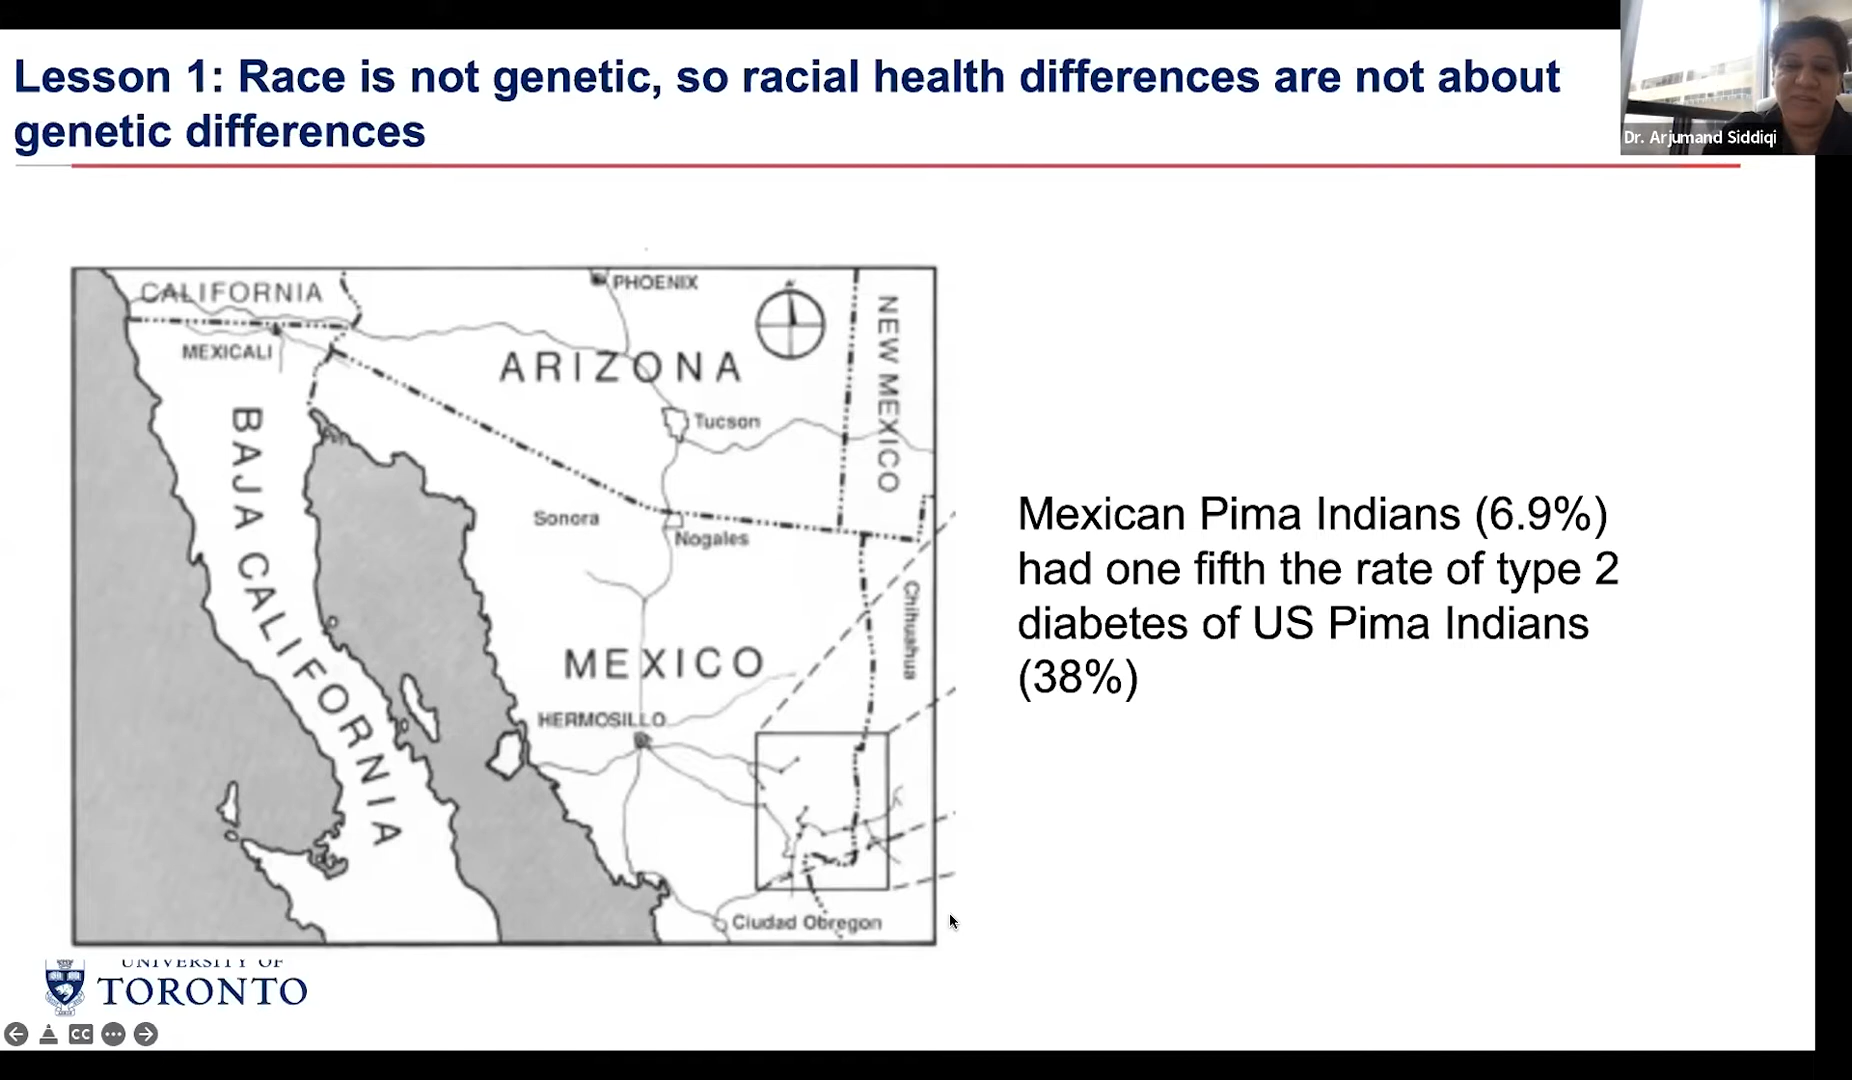 Lesson 1: Race is not genetic, so racial health differences are not about
genetic differences
Dr. Arjumand Siddiqi
CALIFORNIA
PHOENIX
N
MEXICALI
ARIZONA
NEW MEXICO
Tucson
BAJA CALIFORNIA
Sonora
Nogales
Chihuahua
MEXICO
HERMOSILLO
Ciudad Obregon
Mexican Pima Indians (6.9%)
had one fifth the rate of type 2
diabetes of US Pima Indians
(38%)
UNIVERSITY OF
TORONTO
CC